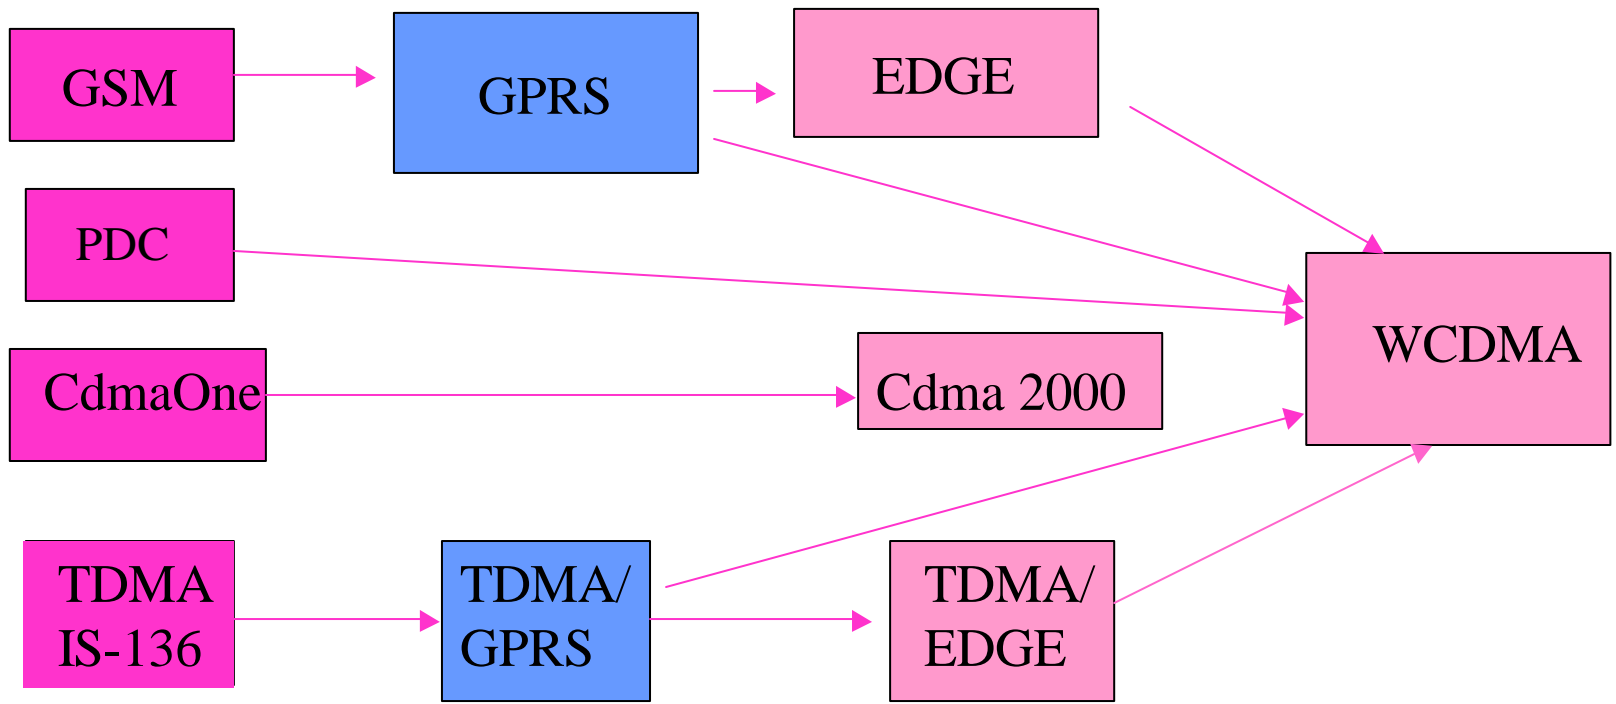 GSM
GPRS
EDGE
PDC
WCDMA
CdmaOne
Cdma 2000
TDMA
IS-136
TDMA/
GPRS
TDMA/
EDGE